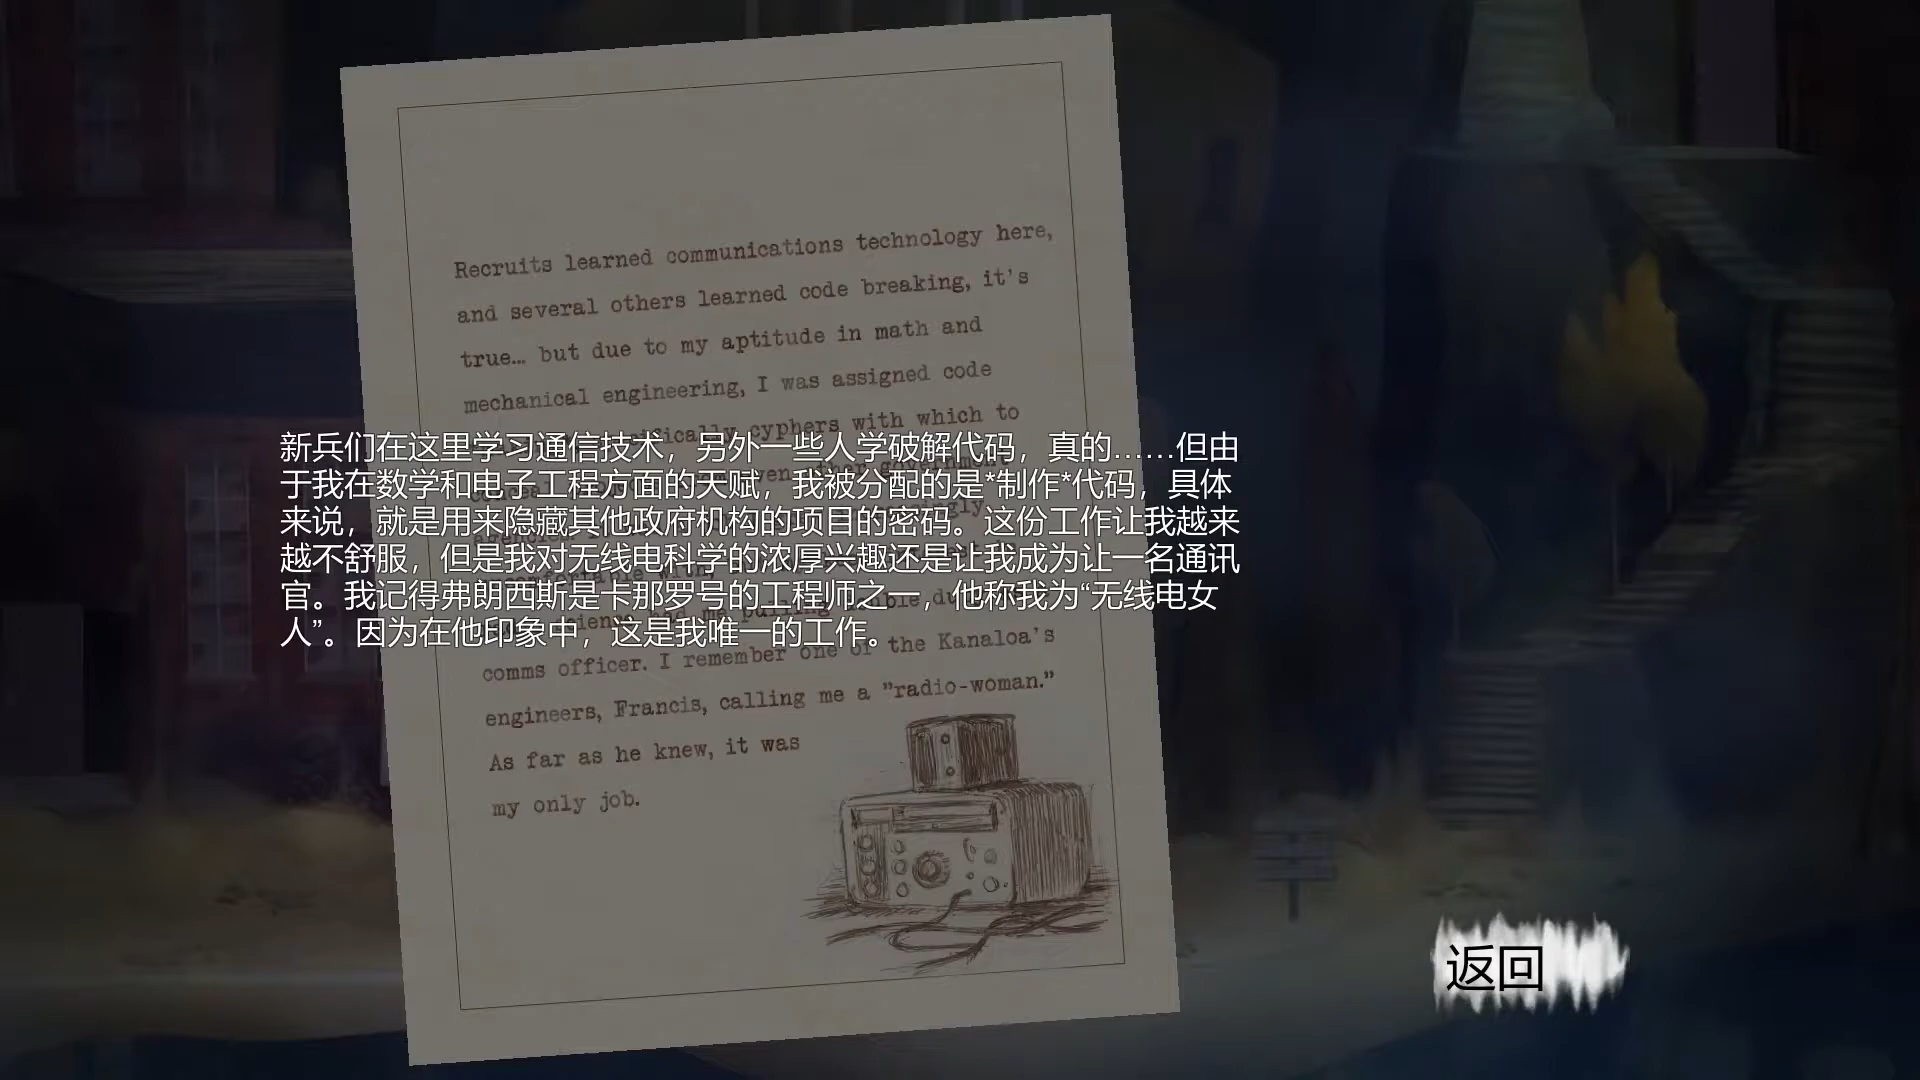 Recruits learned communications technology here,
and several others learned code breaking, it's
true… but due to my aptitude in math and
mechanical engineering, I was assigned code
cyphers with which to
新兵们在这里学习通信技术，另外一些人学破解代码，真的……但由
于我在数学和电子工程方面的天赋，我被分配的是*制作*代码，具体
来说，就是用来隐藏其他政府机构的项目的密码。这份工作让我越来
越不舒服，但是我对无线电科学的浓厚兴趣还是让我成为让一名通讯
官。我记得弗朗西斯是卡那罗号的工程师之一，他称我为“无线电女
人”。因为在他印象中，这是我唯一的工作。
comms officer. I remember one of the Kanaloa's
engineers, Francis, calling me a ”radio-woman.”
As far as he knew, it was
my only job.
返回